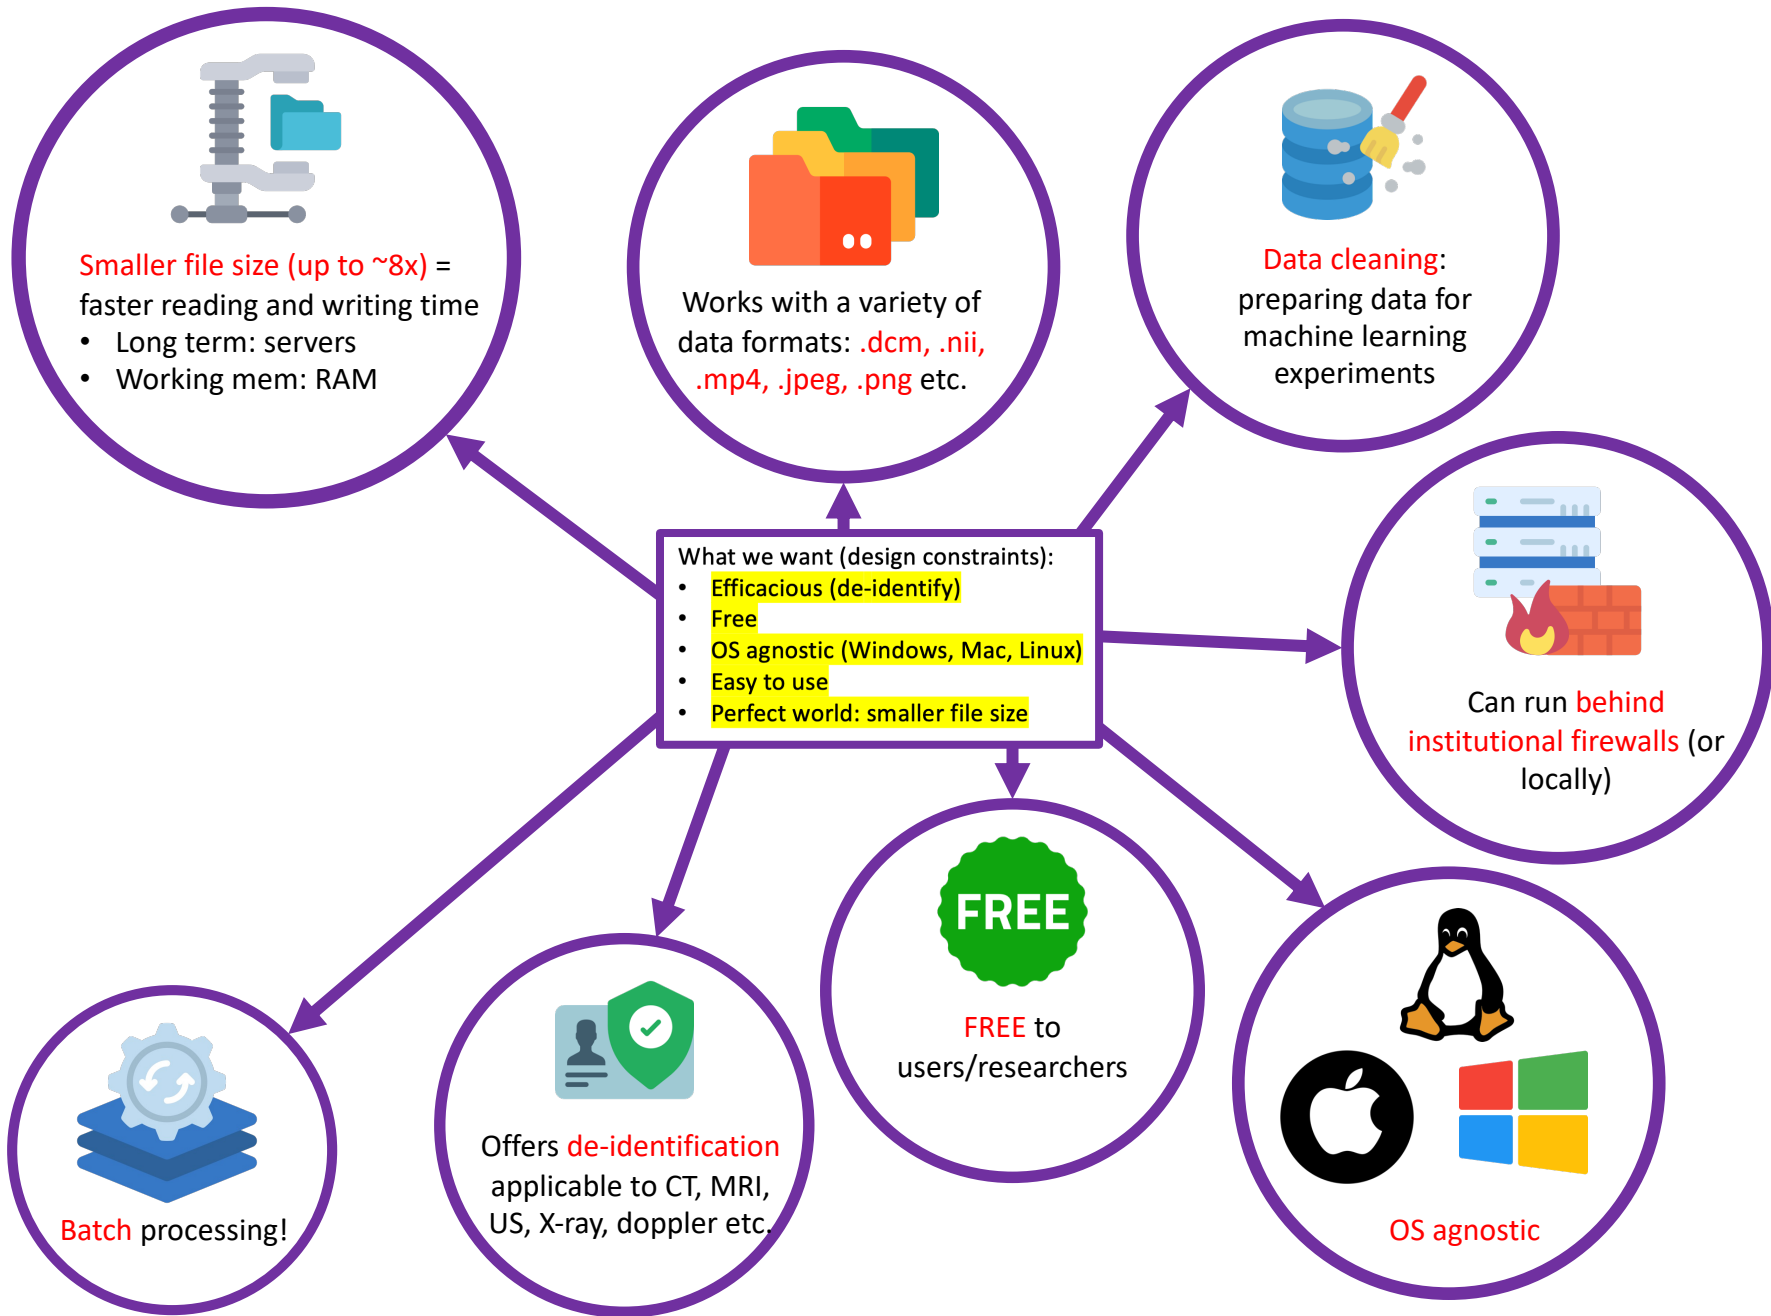 Smaller file size (up to ~8x) =
faster reading and writing time
• Long term: servers
• Working mem: RAM
Works with a variety of
data formats: .dcm, .nii,
.mp4, .jpeg, .png etc.
Data cleaning:
preparing data for
machine learning
experiments
What we want (design constraints):
• Efficacious (de-identify)
• Free
• OS agnostic (Windows, Mac, Linux)
• Easy to use
• Perfect world: smaller file size
Can run behind
institutional firewalls (or
locally)
Batch processing!
Offers de-identification
applicable to CT, MRI,
US, X-ray, doppler etc.
FREE
FREE to
users/researchers
OS agnostic